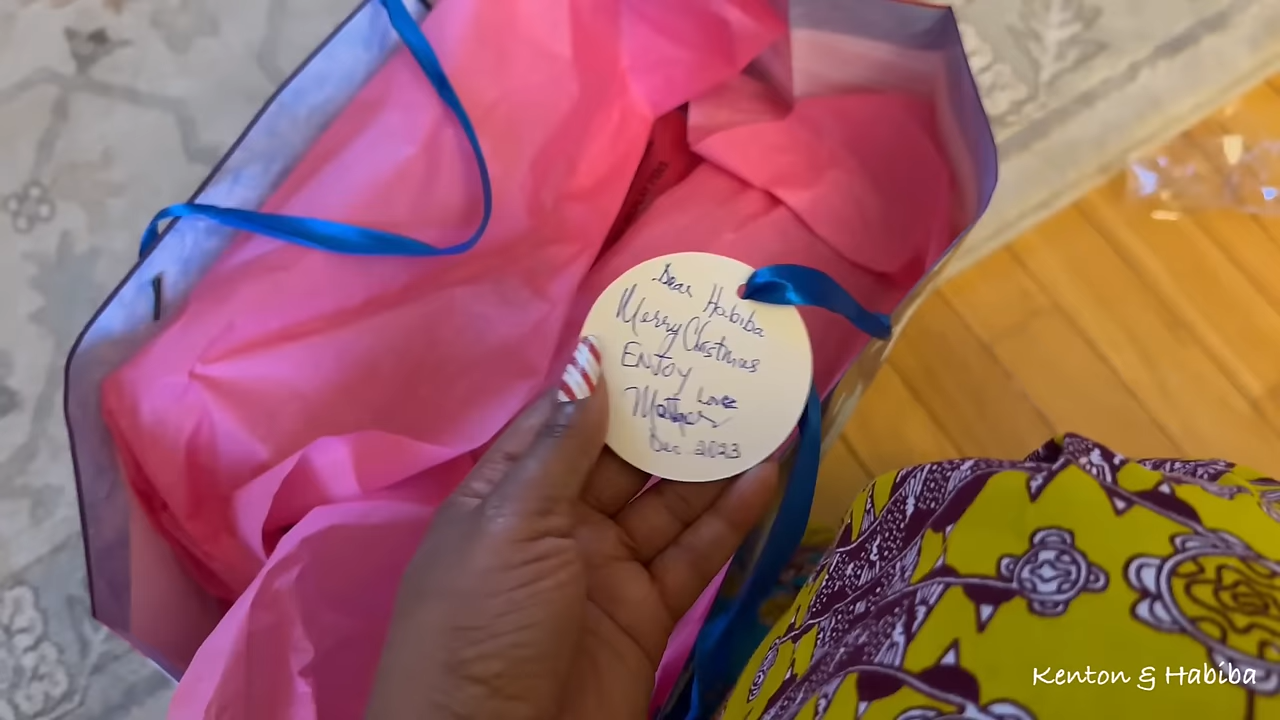 Dear Habiba
Merry Christmas
ENJOY
Love
Dec 2023
Kenton & Habiba